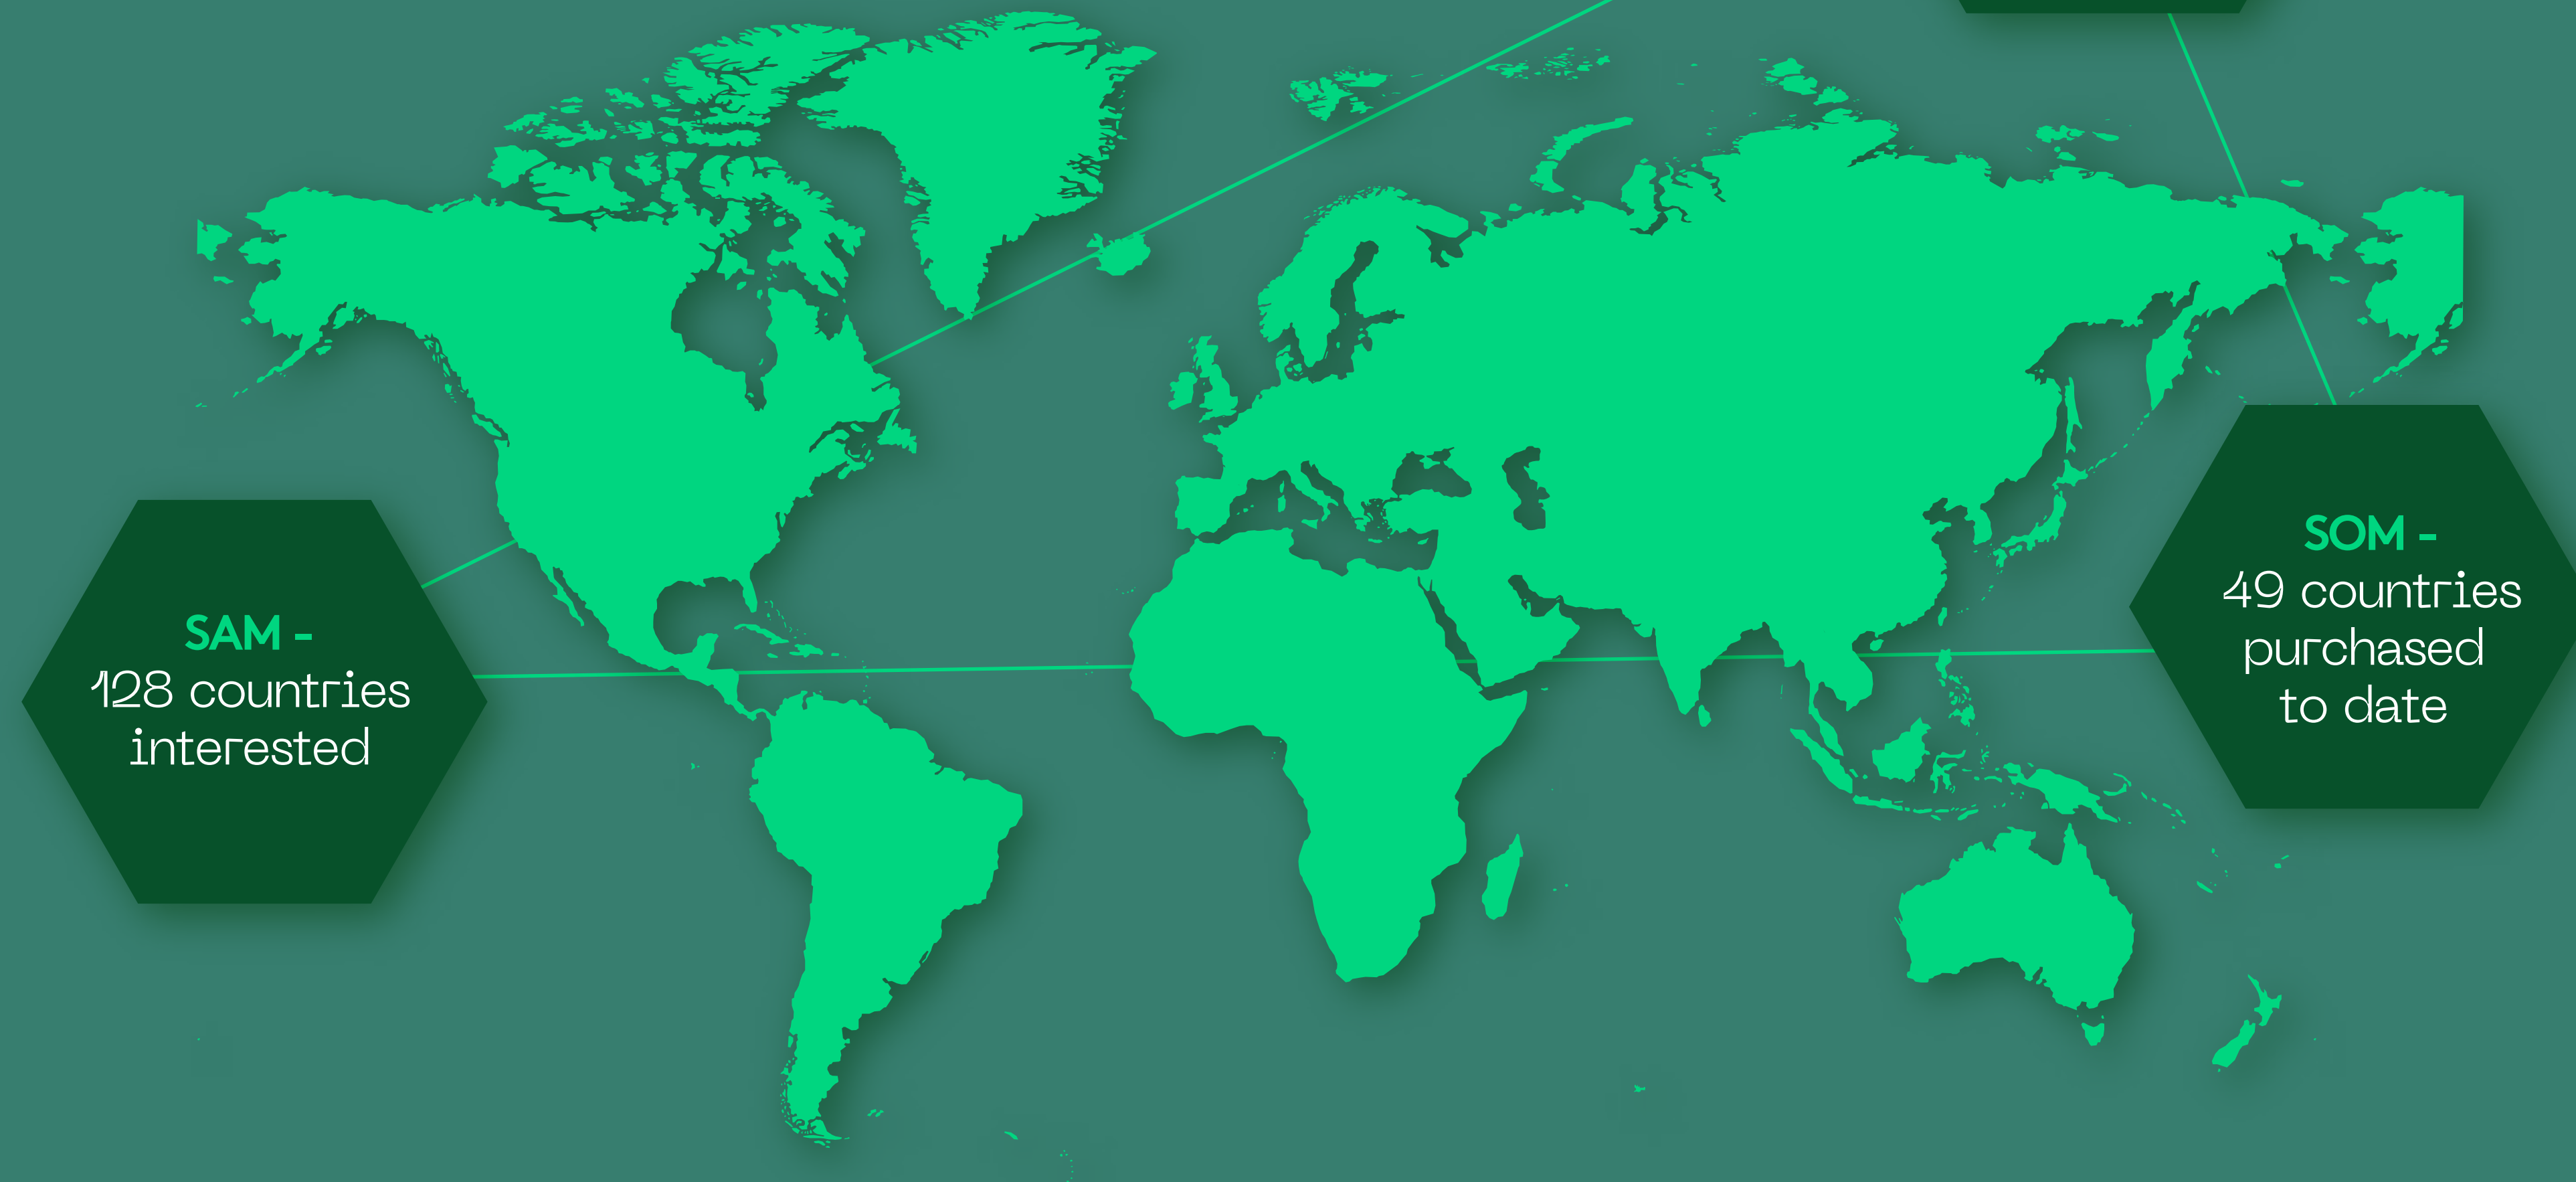 SAM -
128 countries
interested
SOM -
49 countries
purchased
to date